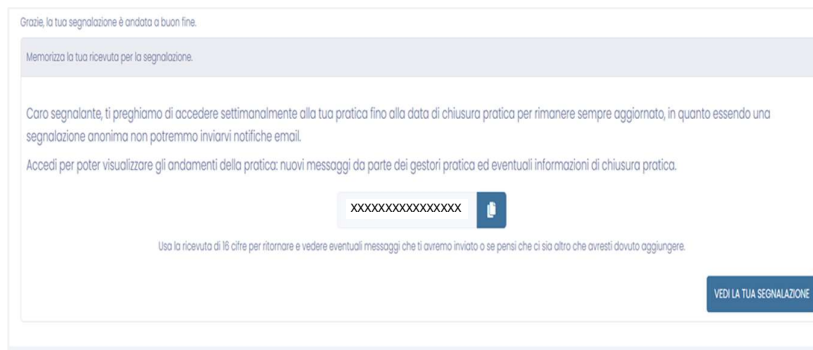 Grazie, la tua segnalazione è andata a buon fine.
Memorizza la tua ricevuta per la segnalazione.
Caro segnalante, ti preghiamo di accedere settimanalmente alla tua pratica fino alla data di chiusura pratica per rimanere sempre aggiornato, in quanto essendo una
segnalazione anonima non potremmo inviarvi notifiche email.
Accedi per poter visualizzare gli andamenti della pratica: nuovi messaggi da parte dei gestori pratica ed eventuali informazioni di chiusura pratica.
XXXXXXXXXXXXXXXX
Usa la ricevuta di 16 cifre per ritornare e vedere eventuali messaggi che ti avremo inviato o se pensi che ci sia altro che avresti dovuto aggiungere.
VEDI LA TUA SEGNALAZIONE